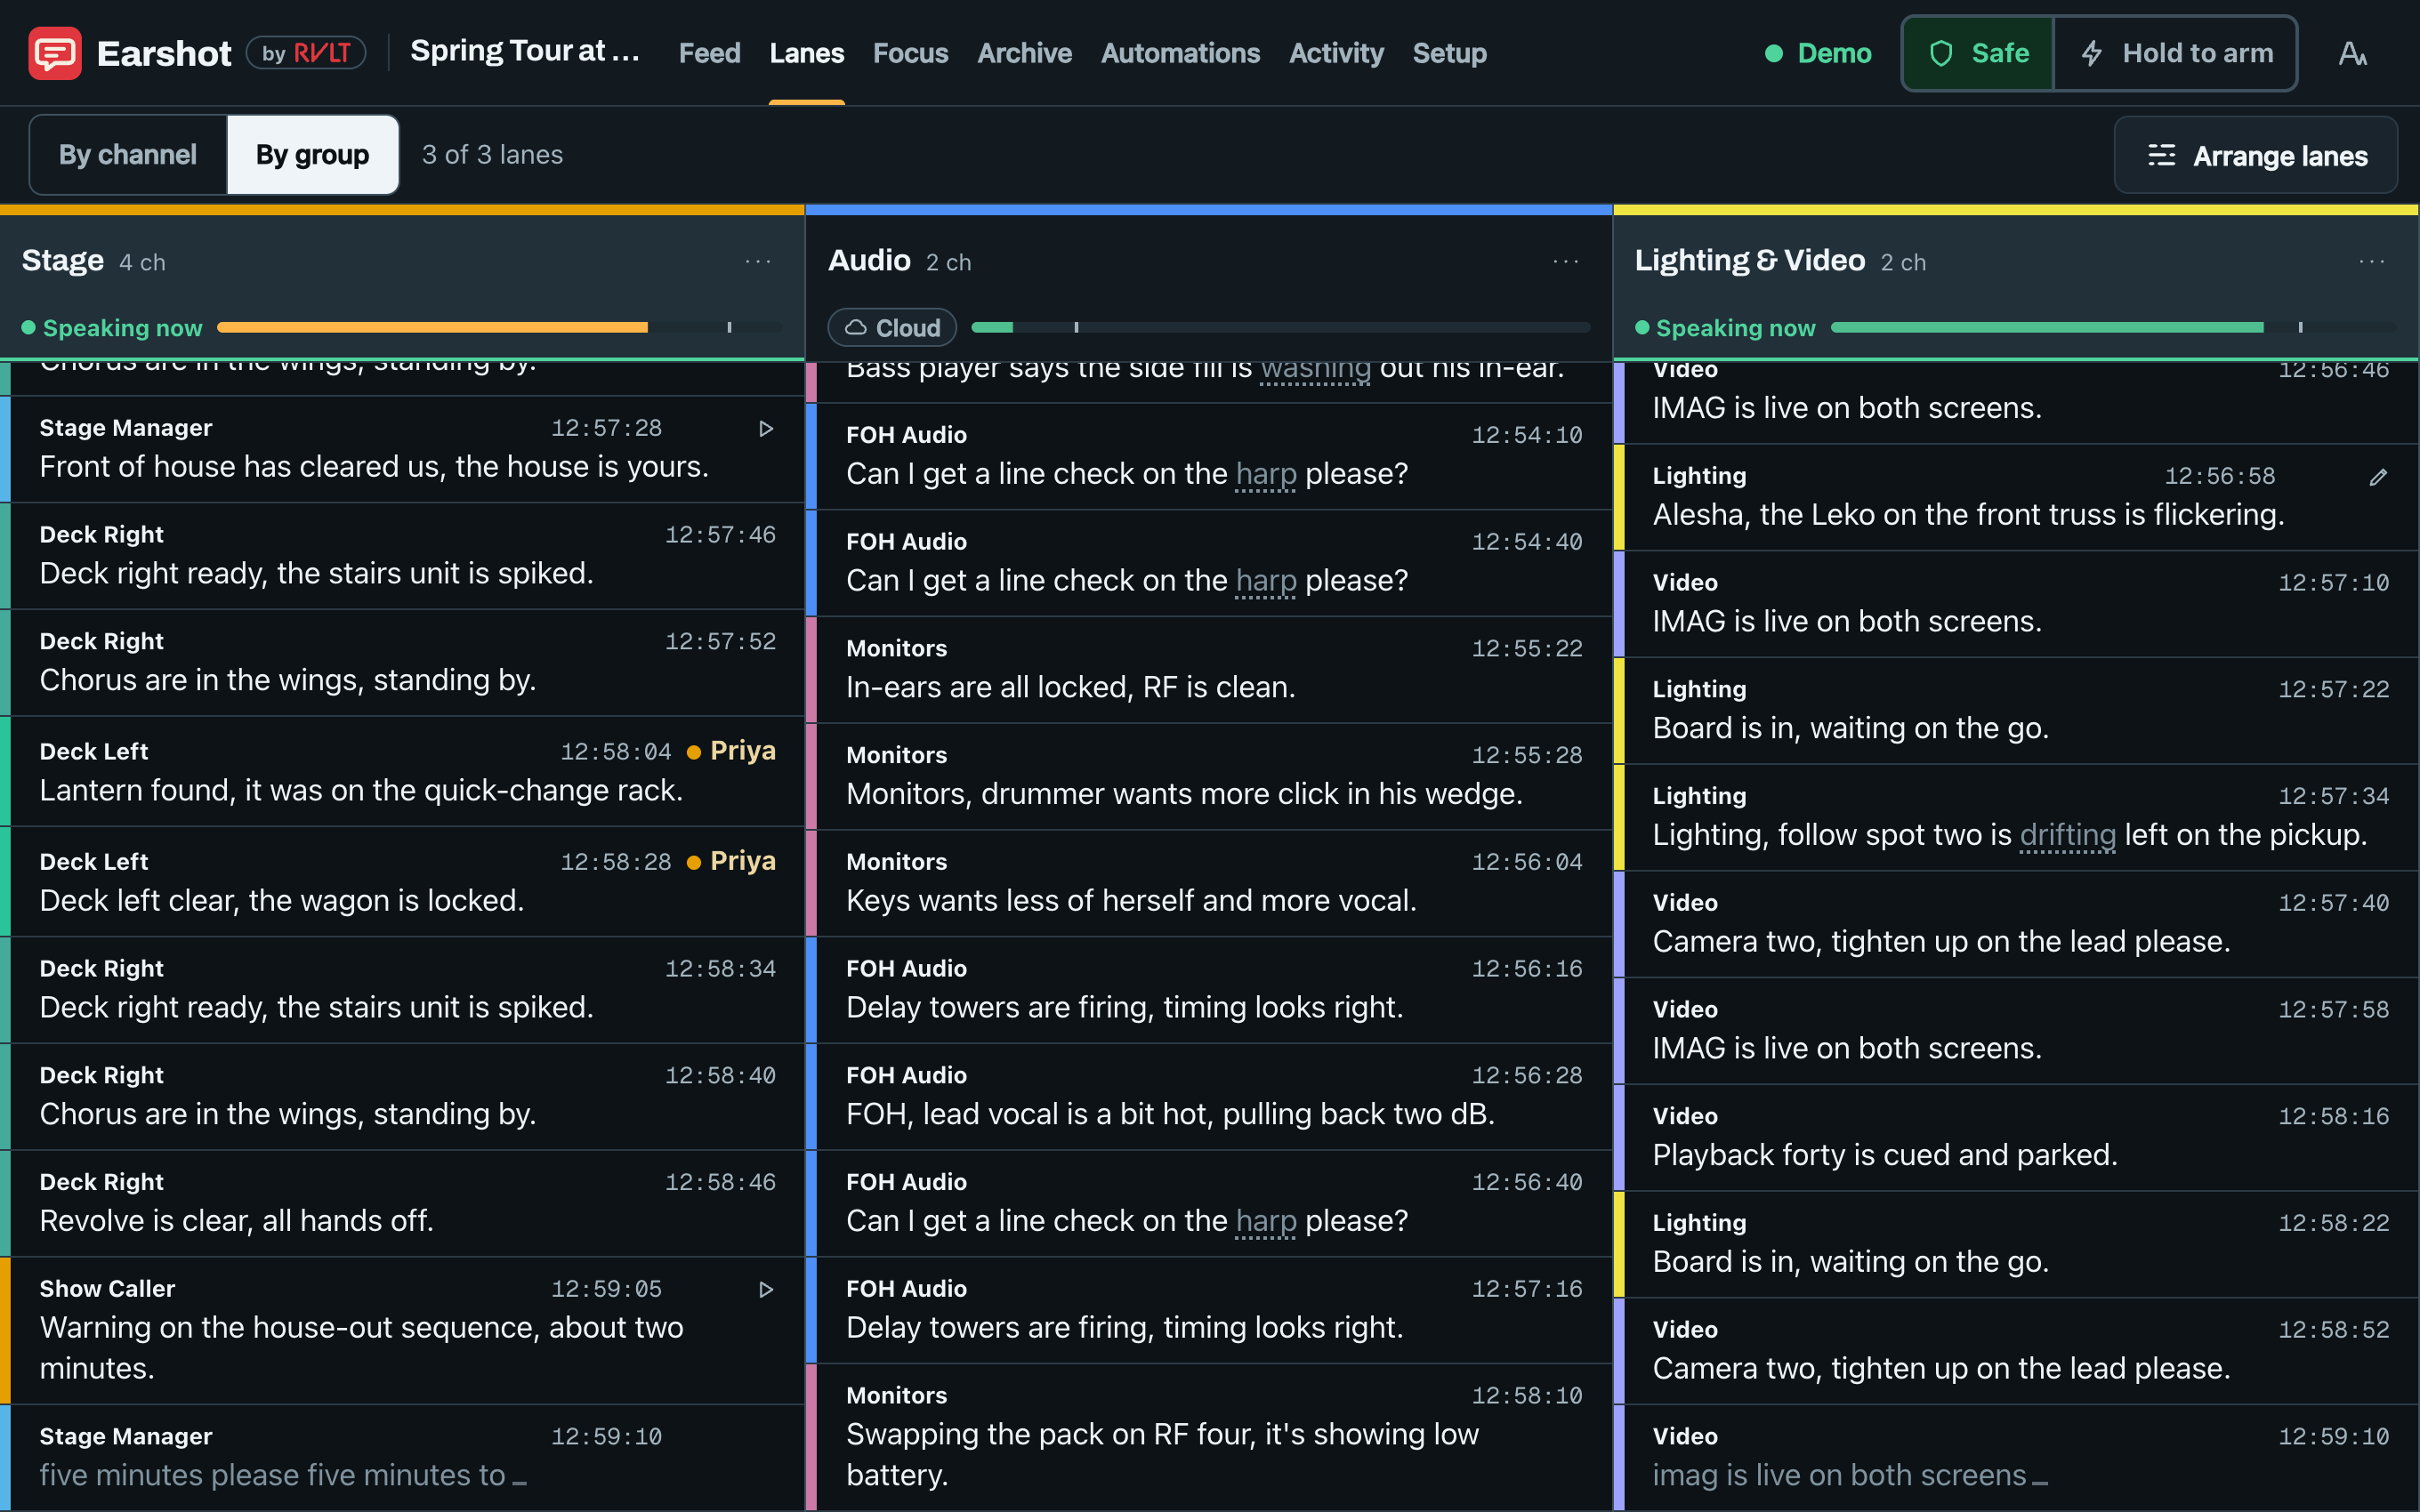 Earshot
by RVLT
Spring Tour at ...
Feed
Lanes
Focus
Archive
Automations
Activity
Setup
Demo
Safe
Hold to arm
By channel
By group
3 of 3 lanes
Arrange lanes
Stage 4 ch
Speaking now
Chorus are in the wings, standing by.
Stage Manager 12:57:28
Front of house has cleared us, the house is yours.
Deck Right 12:57:46
Deck right ready, the stairs unit is spiked.
Deck Right 12:57:52
Chorus are in the wings, standing by.
Deck Left 12:58:04 Priya
Lantern found, it was on the quick-change rack.
Deck Left 12:58:28 Priya
Deck left clear, the wagon is locked.
Deck Right 12:58:34
Deck right ready, the stairs unit is spiked.
Deck Right 12:58:40
Chorus are in the wings, standing by.
Deck Right 12:58:46
Revolve is clear, all hands off.
Show Caller 12:59:05
Warning on the house-out sequence, about two
minutes.
Stage Manager 12:59:10
five minutes please five minutes to
Audio 2 ch
Cloud
Bass player says the side fill is washing out his in-ear.
FOH Audio 12:54:10
Can I get a line check on the harp please?
FOH Audio 12:54:40
Can I get a line check on the harp please?
Monitors 12:55:22
In-ears are all locked, RF is clean.
Monitors 12:55:28
Monitors, drummer wants more click in his wedge.
Monitors 12:56:04
Keys wants less of herself and more vocal.
FOH Audio 12:56:16
Delay towers are firing, timing looks right.
FOH Audio 12:56:28
FOH, lead vocal is a bit hot, pulling back two dB.
FOH Audio 12:56:40
Can I get a line check on the harp please?
FOH Audio 12:57:16
Delay towers are firing, timing looks right.
Monitors 12:58:10
Swapping the pack on RF four, it's showing low
battery.
Lighting & Video 2 ch
Speaking now
Video 12:56:46
IMAG is live on both screens.
Lighting 12:56:58
Alesha, the Leko on the front truss is flickering.
Video 12:57:10
IMAG is live on both screens.
Lighting 12:57:22
Board is in, waiting on the go.
Lighting 12:57:34
Lighting, follow spot two is drifting left on the pickup.
Video 12:57:40
Camera two, tighten up on the lead please.
Video 12:57:58
IMAG is live on both screens.
Video 12:58:16
Playback forty is cued and parked.
Lighting 12:58:22
Board is in, waiting on the go.
Video 12:58:52
Camera two, tighten up on the lead please.
Video 12:59:10
imag is live on both screens